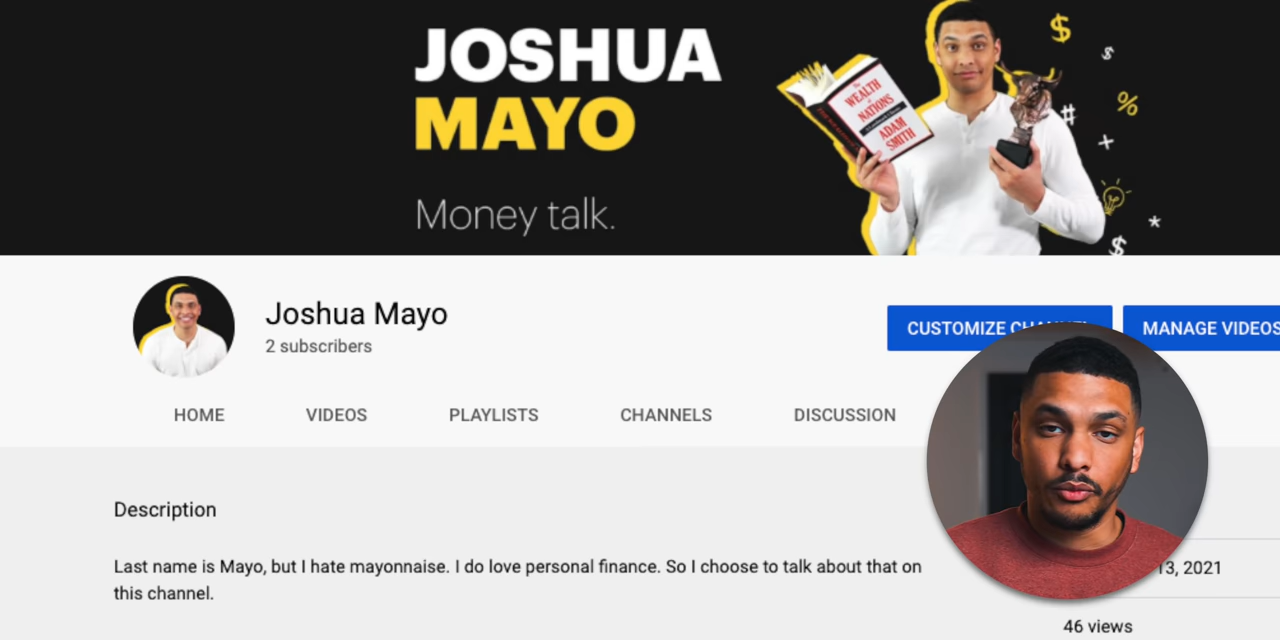 JOSHUA
MAYO
Money talk.
The
WEALTH
of
NATIONS
ADAM
SMITH
$
$
%
#
+
*
$
Joshua Mayo
2 subscribers
CUSTOMIZE
MANAGE VIDEOS
HOME
VIDEOS
PLAYLISTS
CHANNELS
DISCUSSION
Description
Last name is Mayo, but I hate mayonnaise. I do love personal finance. So I choose to talk about that on
this channel.
13, 2021
46 views